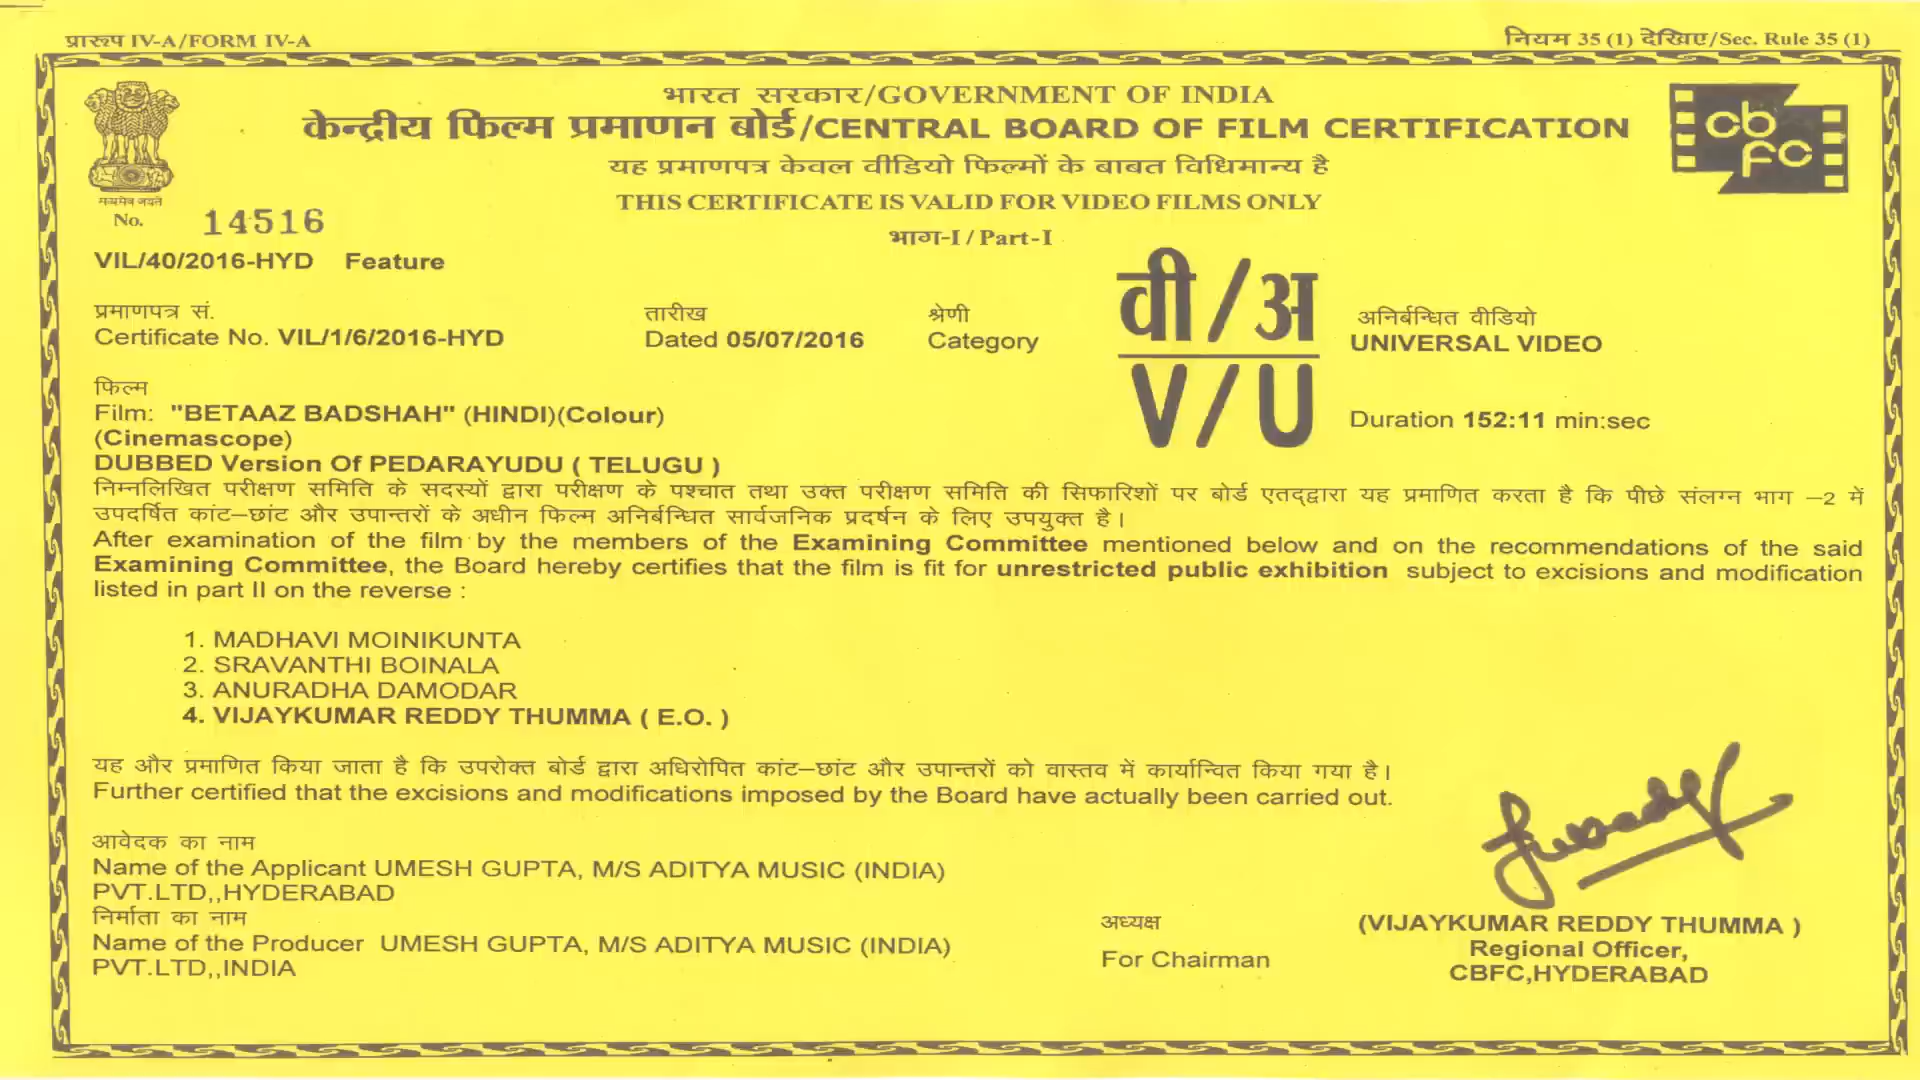 प्रारूप IV-A/FORM IV-A
नियम 35 (1) देखिए/Sec. Rule 35 (1)
भारत सरकार/GOVERNMENT OF INDIA
केन्द्रीय फिल्म प्रमाणन बोर्ड/CENTRAL BOARD OF FILM CERTIFICATION
cb
fc
यह प्रमाणपत्र केवल वीडियो फिल्मों के बाबत विधिमान्य है
सत्यमेव जयते
THIS CERTIFICATE IS VALID FOR VIDEO FILMS ONLY
No. 14516
भाग-I / Part-I
VIL/40/2016-HYD Feature
प्रमाणपत्र सं. तारीख श्रेणी वी/अ अनिर्बन्धित वीडियो
Certificate No. VIL/1/6/2016-HYD Dated 05/07/2016 Category UNIVERSAL VIDEO
V/U
फिल्म
Film: "BETAAZ BADSHAH" (HINDI)(Colour) Duration 152:11 min:sec
(Cinemascope)
DUBBED Version Of PEDARAYUDU ( TELUGU )
निम्नलिखित परीक्षण समिति के सदस्यों द्वारा परीक्षण के पश्चात तथा उक्त परीक्षण समिति की सिफारिशों पर बोर्ड एतद्द्वारा यह प्रमाणित करता है कि पीछे संलग्न भाग –2 में
उपदर्षित कांट–छांट और उपान्तरों के अधीन फिल्म अनिर्बन्धित सार्वजनिक प्रदर्षन के लिए उपयुक्त है।
After examination of the film by the members of the Examining Committee mentioned below and on the recommendations of the said
Examining Committee, the Board hereby certifies that the film is fit for unrestricted public exhibition subject to excisions and modification
listed in part II on the reverse :
1. MADHAVI MOINIKUNTA
2. SRAVANTHI BOINALA
3. ANURADHA DAMODAR
4. VIJAYKUMAR REDDY THUMMA ( E.O. )
यह और प्रमाणित किया जाता है कि उपरोक्त बोर्ड द्वारा अधिरोपित कांट–छांट और उपान्तरों को वास्तव में कार्यान्वित किया गया है।
Further certified that the excisions and modifications imposed by the Board have actually been carried out.
आवेदक का नाम
Name of the Applicant UMESH GUPTA, M/S ADITYA MUSIC (INDIA)
PVT.LTD,,HYDERABAD
निर्माता का नाम
Name of the Producer UMESH GUPTA, M/S ADITYA MUSIC (INDIA)
PVT.LTD,,INDIA
अध्यक्ष
For Chairman
(VIJAYKUMAR REDDY THUMMA )
Regional Officer,
CBFC,HYDERABAD